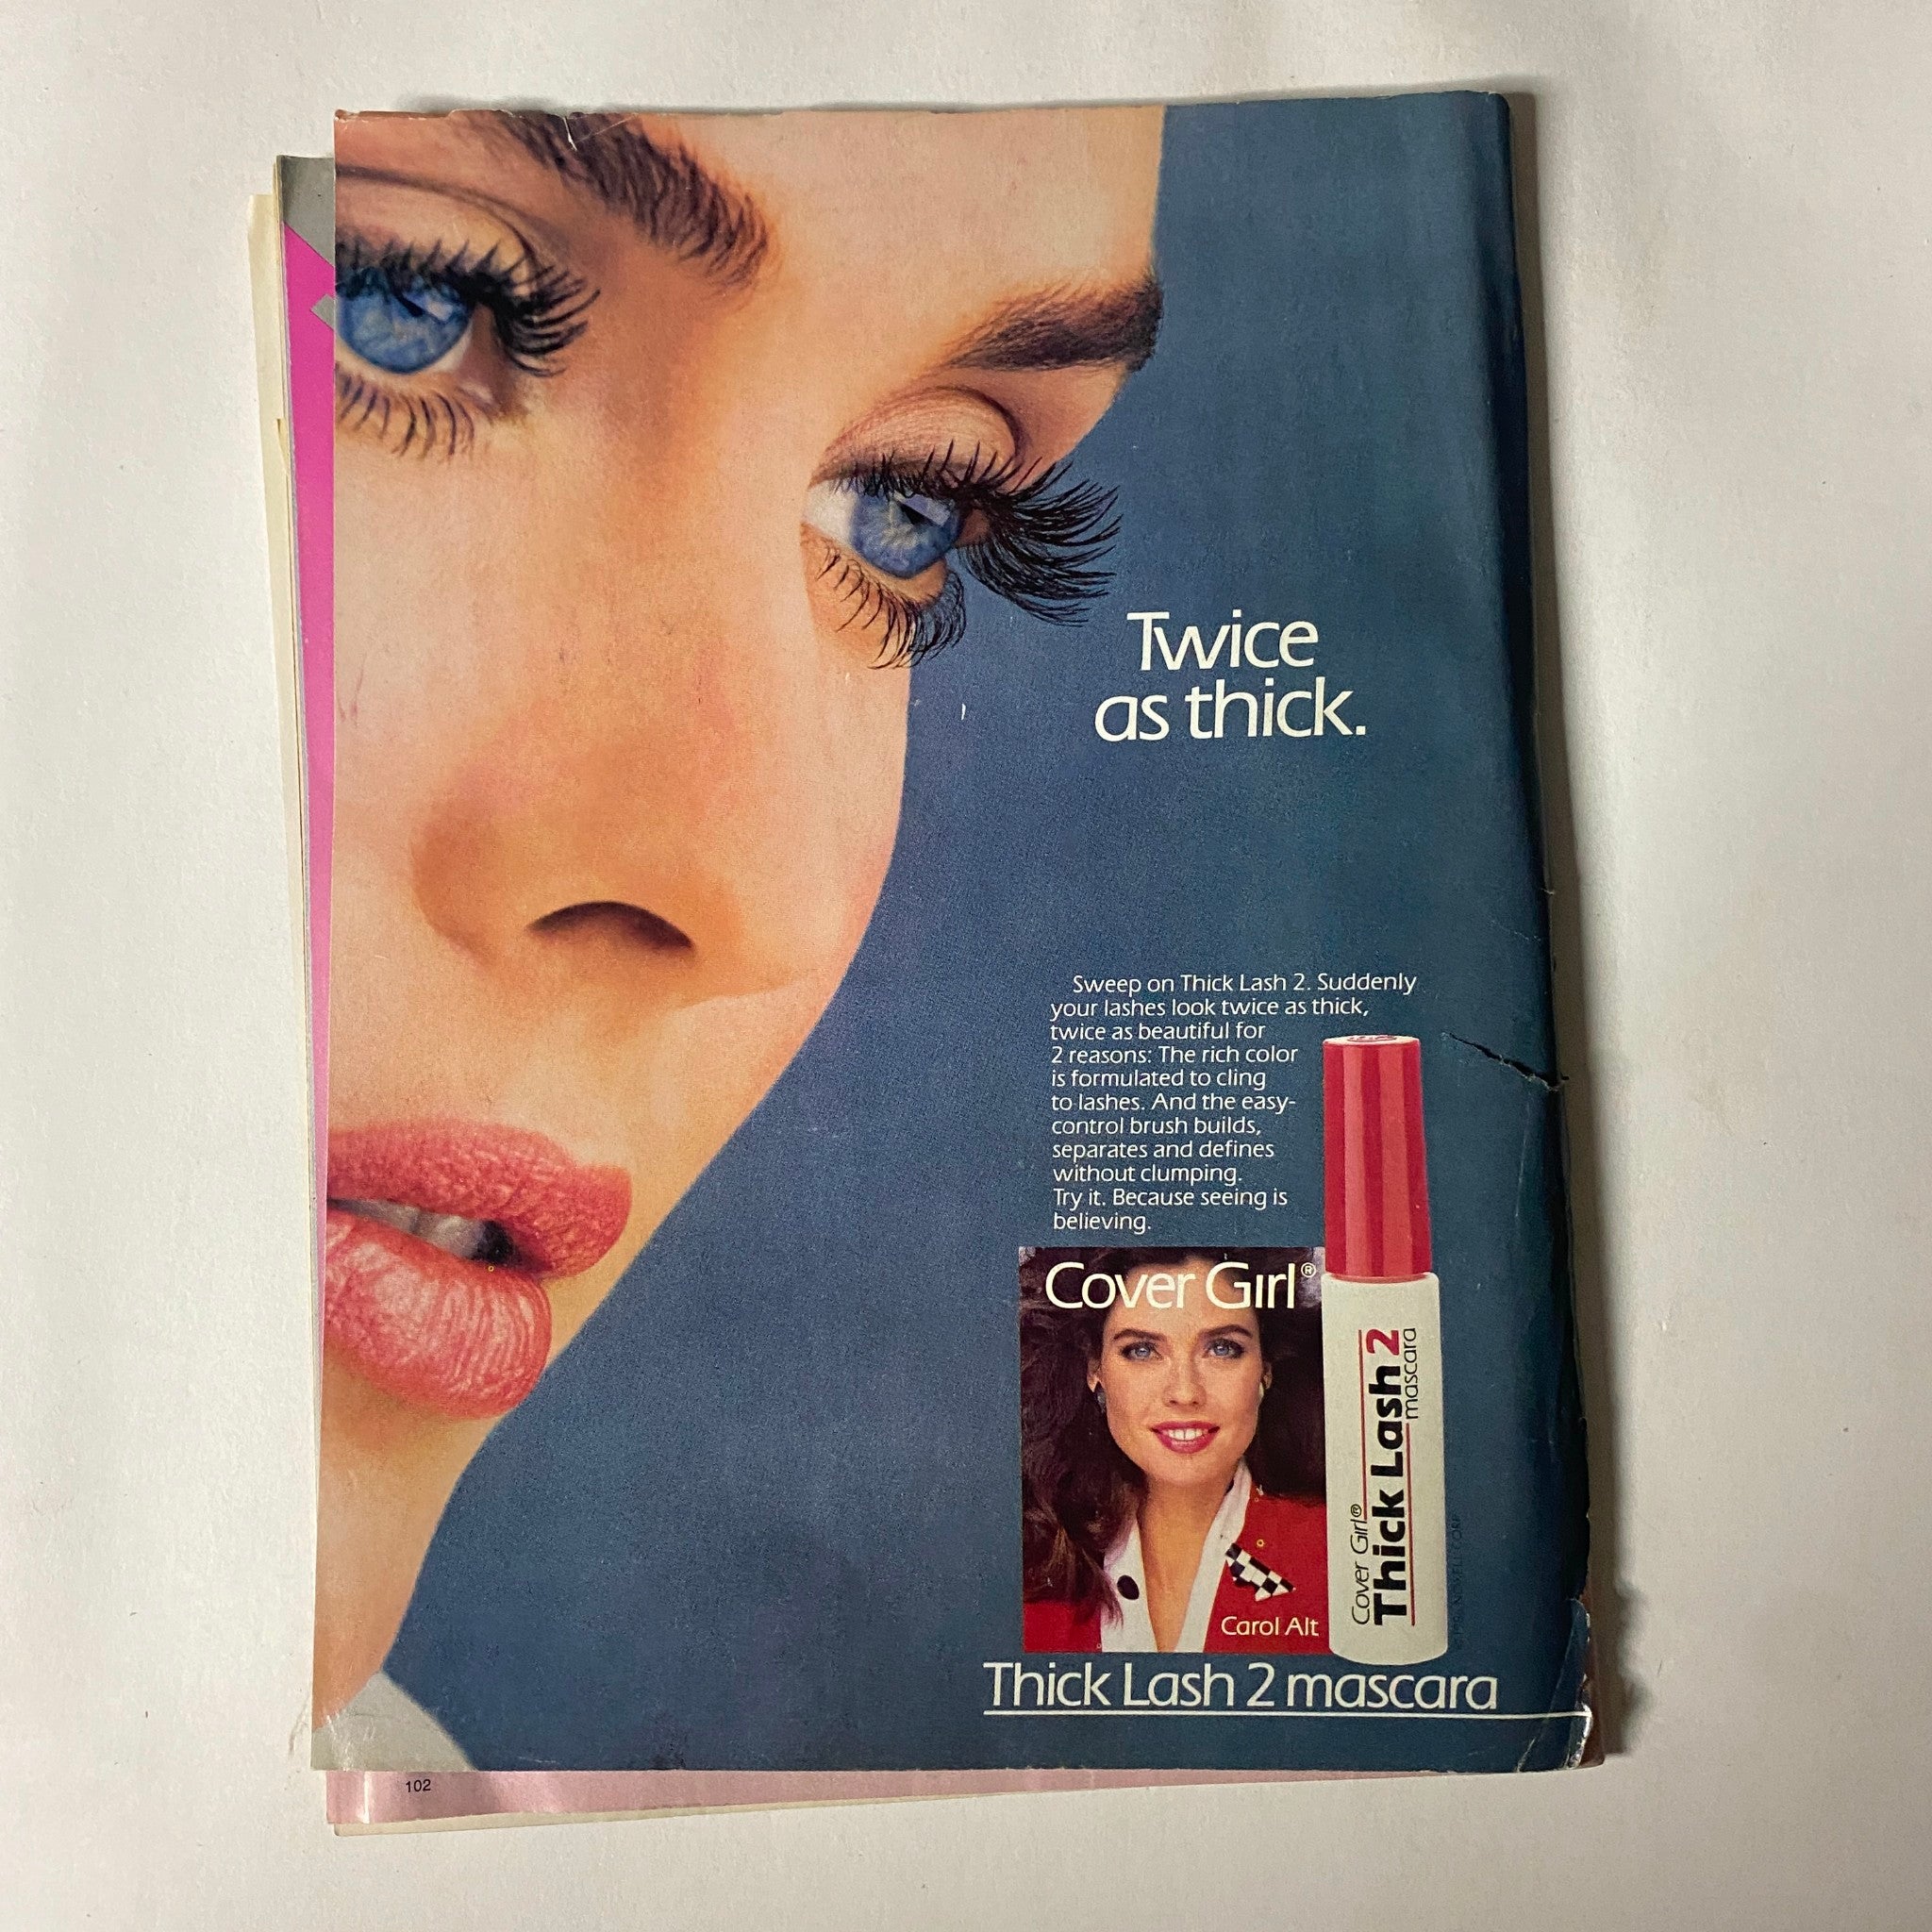 Twice
as thick.
Sweep on Thick Lash 2. Suddenly
your lashes look twice as thick,
twice as beautiful for
2 reasons: The rich color
is formulated to cling
to lashes. And the easy-
control brush builds,
separates and defines
without clumping.
Try it. Because seeing is
believing.
Cover Girl®
Carol Alt
Cover Girl®
Thick Lash 2
mascara
Thick Lash 2 mascara
102